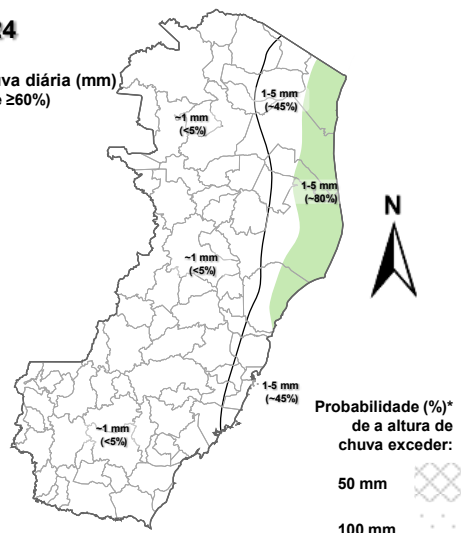 24
uva diária (mm)
e ≥60%)
1-5 mm
(~45%)
~1 mm
(<5%)
1-5 mm
(~80%)
N
~1 mm
(<5%)
1-5 mm
(~45%)
~1 mm
(<5%)
Probabilidade (%)*
de a altura de
chuva exceder:
50 mm
100 mm